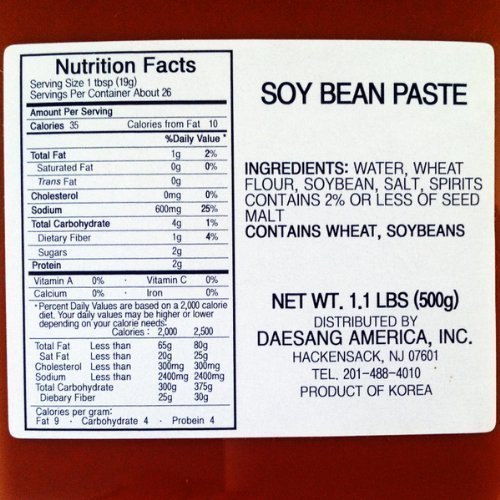 Nutrition Facts
Serving Size 1 tbsp (19g)
Servings Per Container About 26
Amount Per Serving
Calories 35 Calories from Fat 10
%Daily Value *
Total Fat 1g 2%
Saturated Fat 0g 0%
Trans Fat 0g
Cholesterol 0mg 0%
Sodium 600mg 25%
Total Carbohydrate 4g 1%
Dietary Fiber 1g 4%
Sugars 2g
Protein 2g
Vitamin A 0% · Vitamin C 0%
Calcium 0% · Iron 0%
* Percent Daily Values are based on a 2,000 calorie
diet. Your daily values may be higher or lower
depending on your calorie needs:
Calories: 2,000 2,500
Total Fat Less than 65g 80g
Sat Fat Less than 20g 25g
Cholesterol Less than 300mg 300mg
Sodium Less than 2400mg 2400mg
Total Carbohydrate 300g 375g
Diebary Fiber 25g 30g
Calories per gram:
Fat 9 · Carbohydrate 4 · Probein 4
SOY BEAN PASTE
INGREDIENTS: WATER, WHEAT
FLOUR, SOYBEAN, SALT, SPIRITS
CONTAINS 2% OR LESS OF SEED
MALT
CONTAINS WHEAT, SOYBEANS
NET WT. 1.1 LBS (500g)
DISTRIBUTED BY
DAESANG AMERICA, INC.
HACKENSACK, NJ 07601
TEL. 201-488-4010
PRODUCT OF KOREA